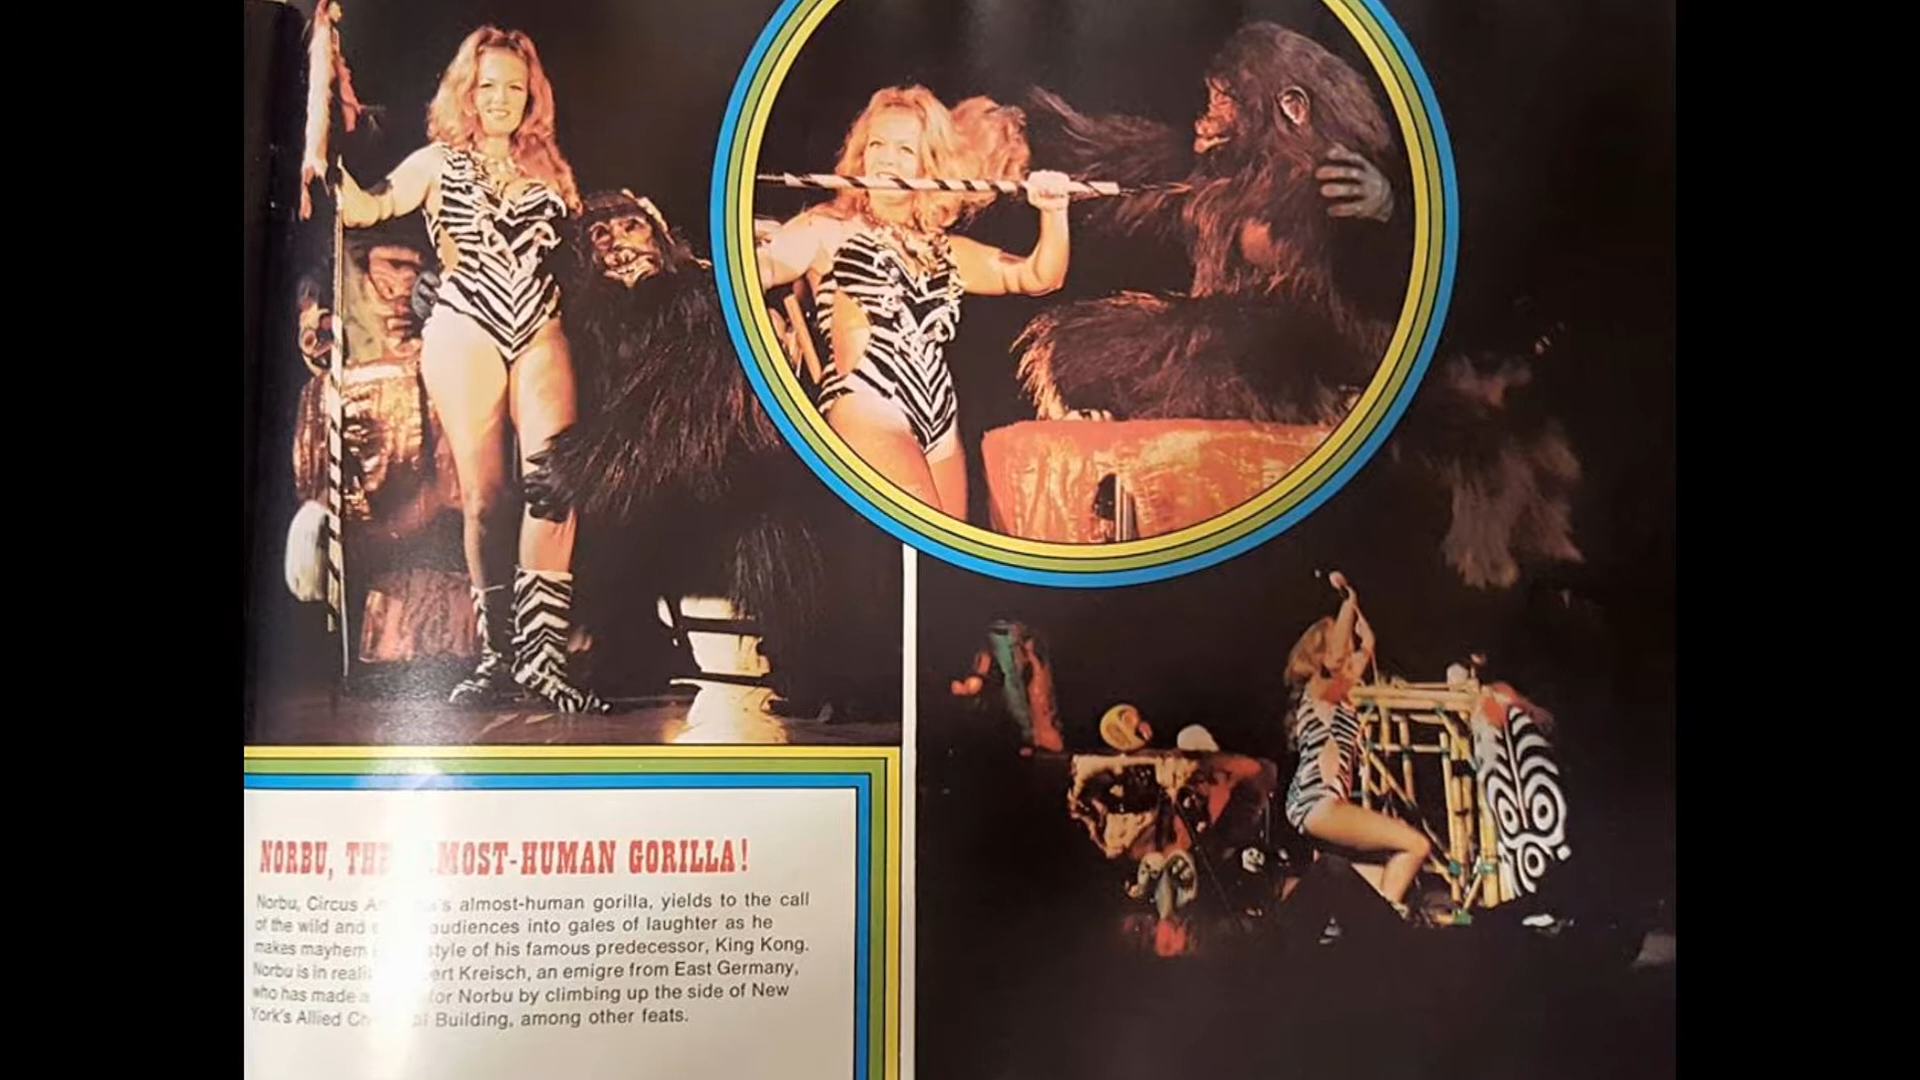 NORBU, THE MOST-HUMAN GORILLA!
Norbu, Circus A 's almost-human gorilla, yields to the call
of the wild and audiences into gales of laughter as he
makes mayhem style of his famous predecessor, King Kong.
Norbu is in reali ert Kreisch, an emigre from East Germany,
who has made a for Norbu by climbing up the side of New
York's Allied Ch al Building, among other feats.